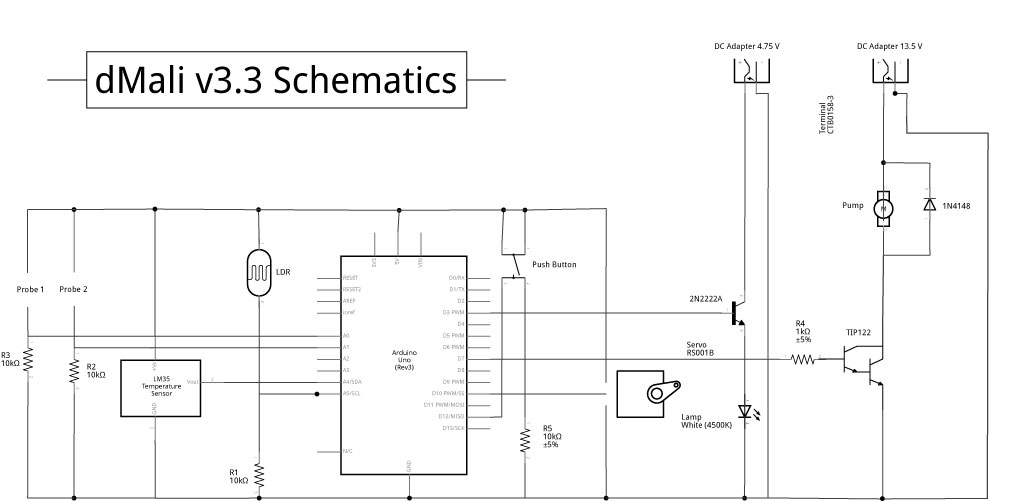 dMali v3.3 Schematics
DC Adapter 4.75 V
DC Adapter 13.5 V
Terminal
CTB0158-3
Pump
M
1N4148
LDR
Push Button
Probe 1
Probe 2
2N2222A
R4
1kΩ
±5%
TIP122
Servo
RS001B
R3
10kΩ
R2
10kΩ
LM35
Temperature
Sensor
+VS
Vout
GND
Arduino
Uno
(Rev3)
3V3
5V
VIN
RESET
RESET2
AREF
ioref
A0
A1
A2
A3
A4/SDA
A5/SCL
N/C
GND
D0/RX
D1/TX
D2
D3 PWM
D4
D5 PWM
D6 PWM
D7
D8
D9 PWM
D10 PWM/SS
D11 PWM/MOSI
D12/MISO
D13/SCK
Lamp
White (4500K)
R5
10kΩ
±5%
R1
10kΩ